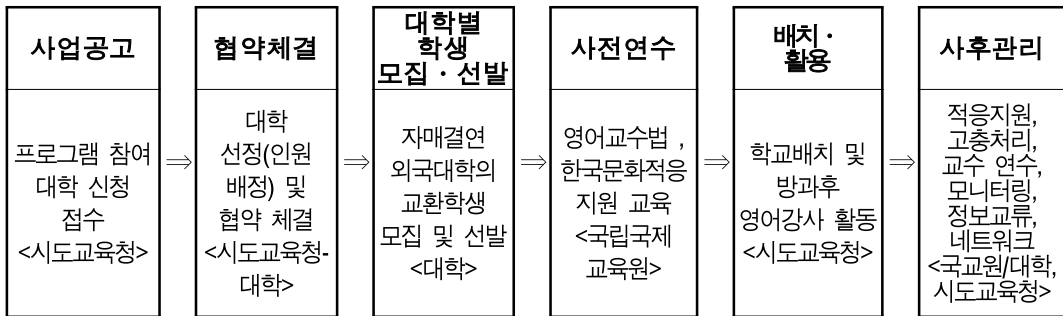 사업공고
프로그램 참여
대학 신청
접수
<시도교육청>
⇒
협약체결
대학
선정(인원
배정) 및
협약 체결
<시도교육청-
대학>
⇒
대학별
학생
모집 · 선발
자매결연
외국대학의
교환학생
모집 및 선발
<대학>
⇒
사전연수
영어교수법 ,
한국문화적응
지원 교육
<국립국제
교육원>
⇒
배치 ·
활용
학교배치 및
방과후
영어강사 활동
<시도교육청>
⇒
사후관리
적응지원,
고충처리,
교수 연수,
모니터링,
정보교류,
네트워크
<국교원/대학,
시도교육청>